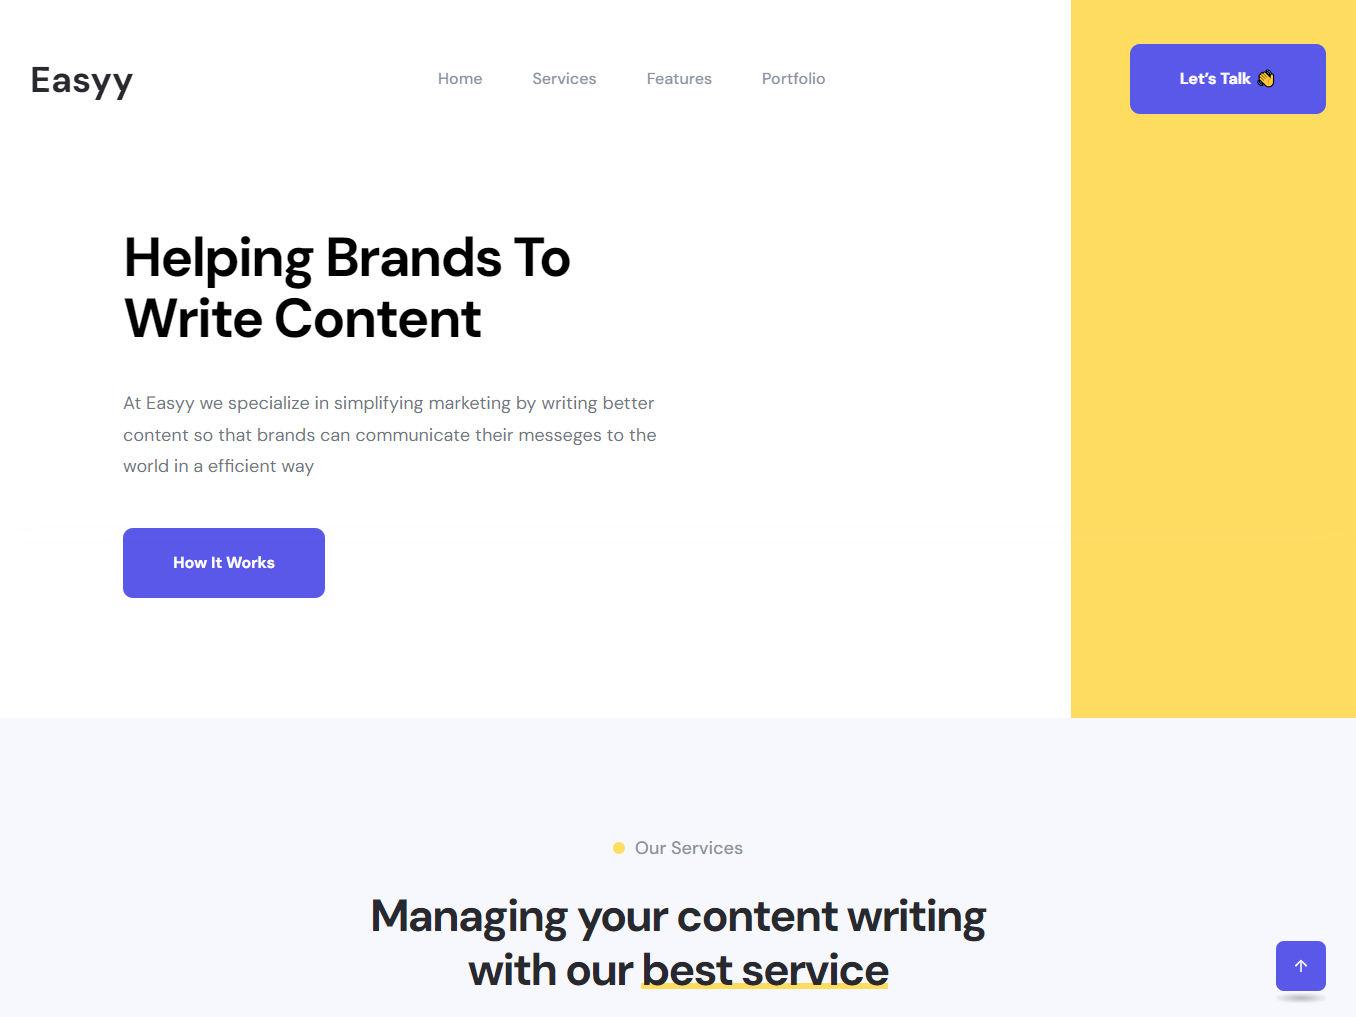 Easyy
Home Services Features Portfolio
Let's Talk 👋
Helping Brands To
Write Content
At Easyy we specialize in simplifying marketing by writing better
content so that brands can communicate their messeges to the
world in a efficient way
How It Works
Our Services
Managing your content writing
with our best service